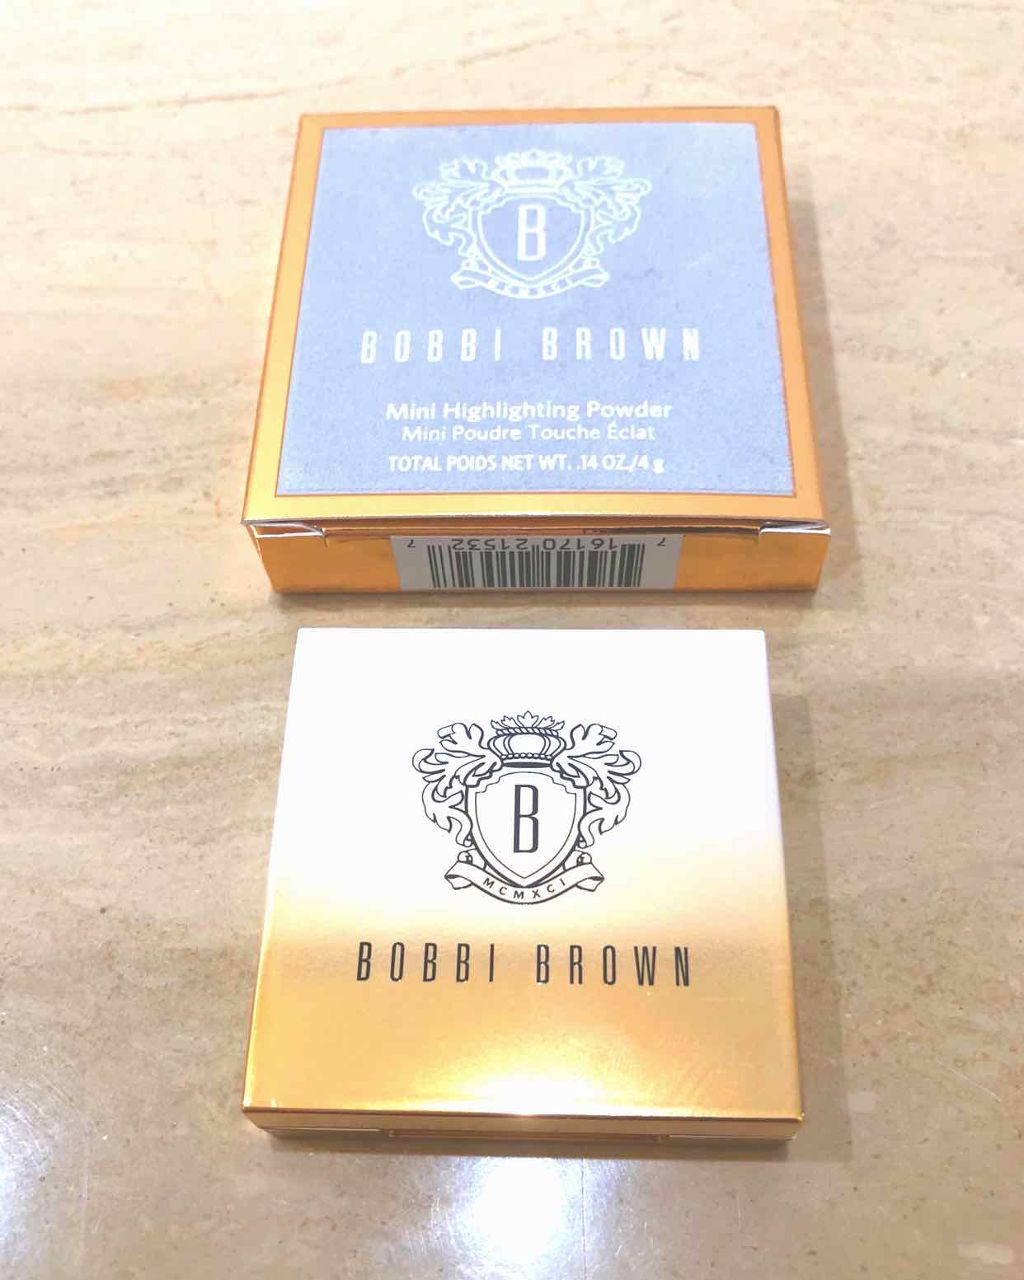 B
MCMXCI
BOBBI BROWN
Mini Highlighting Powder
Mini Poudre Touche Éclat
TOTAL POIDS NET WT. .14 OZ./4 g
7 16170 21532 7
B
MCMXCI
BOBBI BROWN